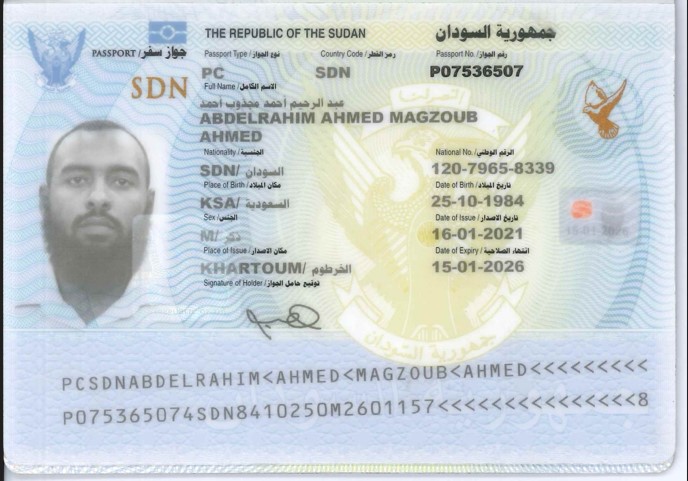 THE REPUBLIC OF THE SUDAN جمهورية السودان
PASSPORT / جواز سفر Passport Type / نوع الجواز Country Code / رمز القطر Passport No. / رقم الجواز
PC SDN P07536507
SDN
Full Name / الاسم الكامل
عبد الرحيم احمد مجذوب احمد
ABDELRAHIM AHMED MAGZOUB
AHMED
Nationality / الجنسية National No. / الرقم الوطني
SDN/ السودان 120-7965-8339
Place of Birth / مكان الميلاد Date of Birth / تاريخ الميلاد
KSA/ السعودية 25-10-1984
Sex / الجنس Date of Issue / تاريخ الاصدار
M/ ذكر 16-01-2021
Place of Issue / مكان الاصدار Date of Expiry / انتهاء الصلاحية
KHARTOUM/ الخرطوم 15-01-2026
Signature of Holder / توقيع حامل الجواز
PCSDNABDELRAHIM<AHMED<MAGZOUB<AHMED<<<<<<<<<
P075365074SDN8410250M2601157<<<<<<<<<<<<<<<8
جمهورية السودان